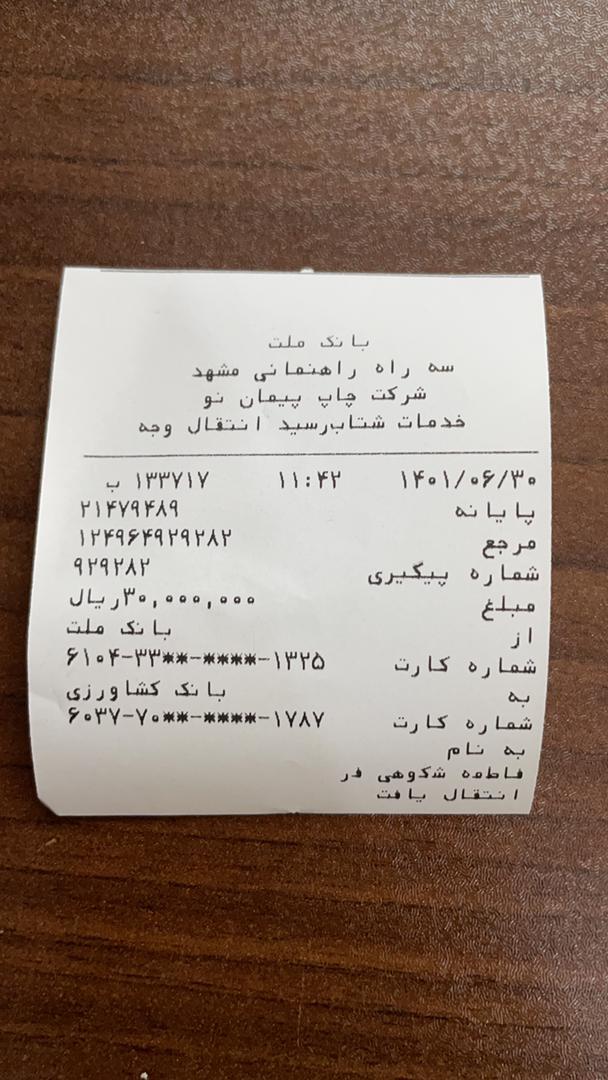 بانک ملت
سه راه راهنمائی مشهد
شرکت چاپ پیمان نو
خدمات شتاب‌رسید انتقال وجه
۱۴۰۱/۰۶/۳۰ ۱۱:۴۲ ۱۳۳۷۱۷ ب
پایانه ۲۱۴۷۹۴۸۹
مرجع ۱۲۴۹۶۴۹۲۹۲۸۲
شماره پیگیری ۹۲۹۲۸۲
مبلغ ۳۰,۰۰۰,۰۰۰ریال
از بانک ملت
شماره کارت ۶۱۰۴-۳۳**-****-۱۳۲۵
به بانک کشاورزی
شماره کارت ۶۰۳۷-۷۰**-****-۱۷۸۷
به نام
فاطمه شکوهی فر
انتقال یافت